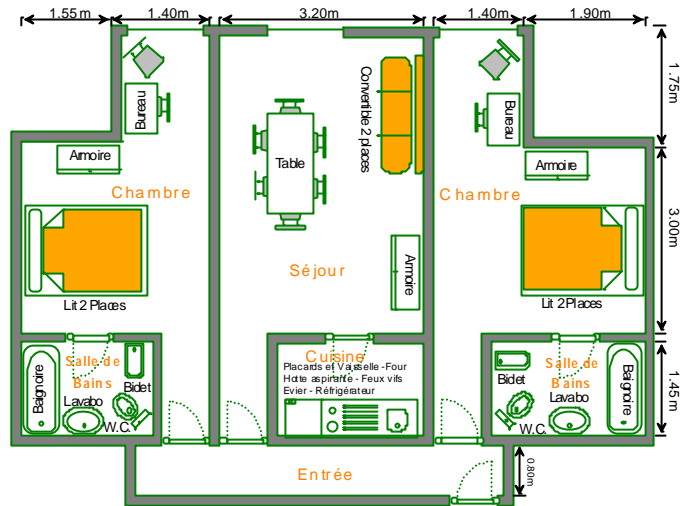 1.55 m
1.40m
3.20m
1.40m
1.90m
1.75m
Bureau
Convertible 2 places
Bureau
Armoire
Table
Armoire
Chambre
Chambre
3.00m
Séjour
Armoire
Lit 2 Places
Lit 2 Places
Salle de
Bains
Baignoire
Bidet
Lavabo
W.C.
Cuisine
Placards et Vaisselle -Four
Hotte aspirante - Feux vifs
Evier - Réfrigérateur
Salle de
Bains
Bidet
Lavabo
W.C.
Baignoire
1.45m
Entrée
0.80m